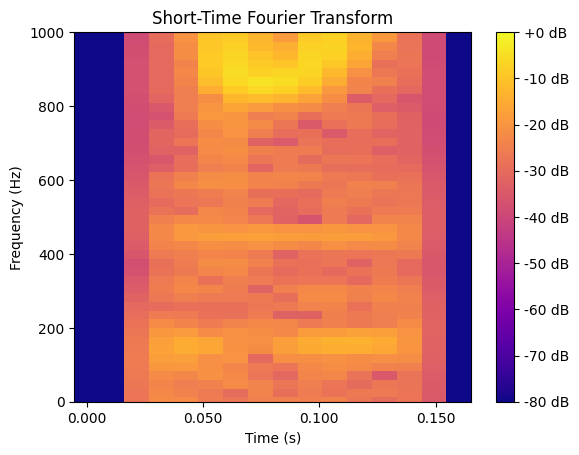 Short-Time Fourier Transform
Frequency (Hz)
1000
800
600
400
200
0
0.000
0.050
0.100
0.150
Time (s)
+0 dB
-10 dB
-20 dB
-30 dB
-40 dB
-50 dB
-60 dB
-70 dB
-80 dB